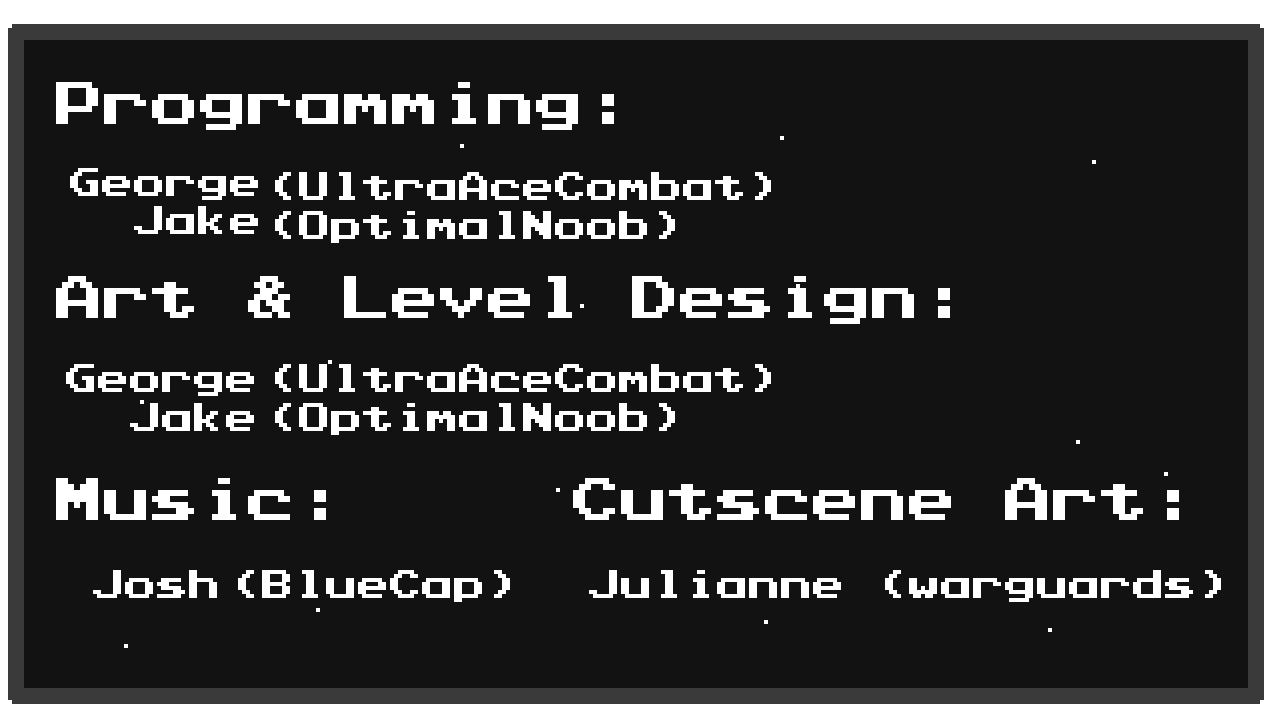 Programming:
George (UltraAceCombat)
Jake (OptimalNoob)
Art & Level Design:
George (UltraAceCombat)
Jake (OptimalNoob)
Music: Cutscene Art:
Josh (BlueCap) Julianne (warguards)